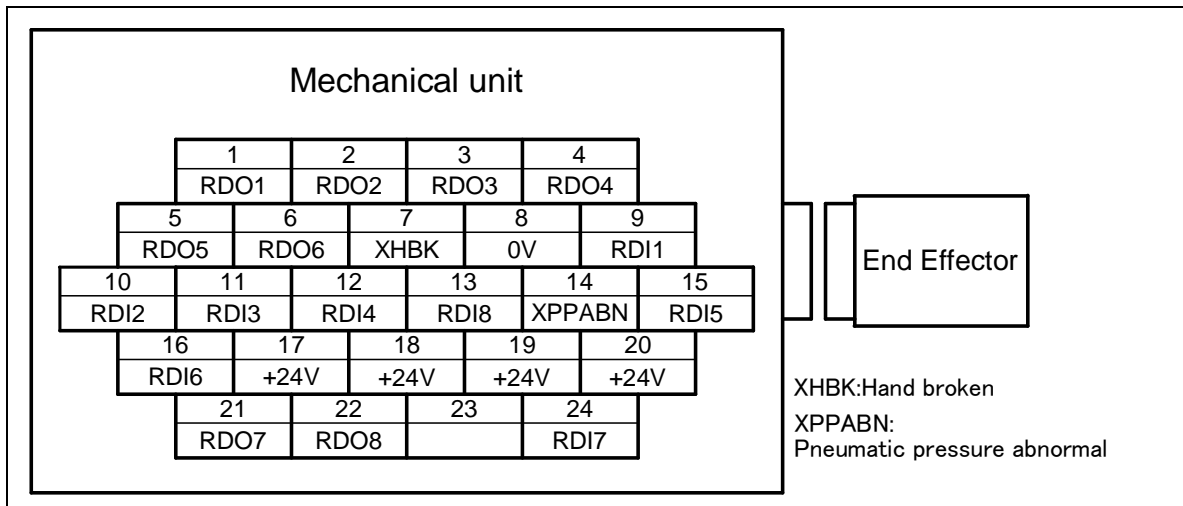 Mechanical unit
1 2 3 4
RDO1 RDO2 RDO3 RDO4
5 6 7 8 9
RDO5 RDO6 XHBK 0V RDI1
10 11 12 13 14 15
RDI2 RDI3 RDI4 RDI8 XPPABN RDI5
16 17 18 19 20
RDI6 +24V +24V +24V +24V
21 22 23 24
RDO7 RDO8 RDI7
End Effector
XHBK:Hand broken
XPPABN:
Pneumatic pressure abnormal